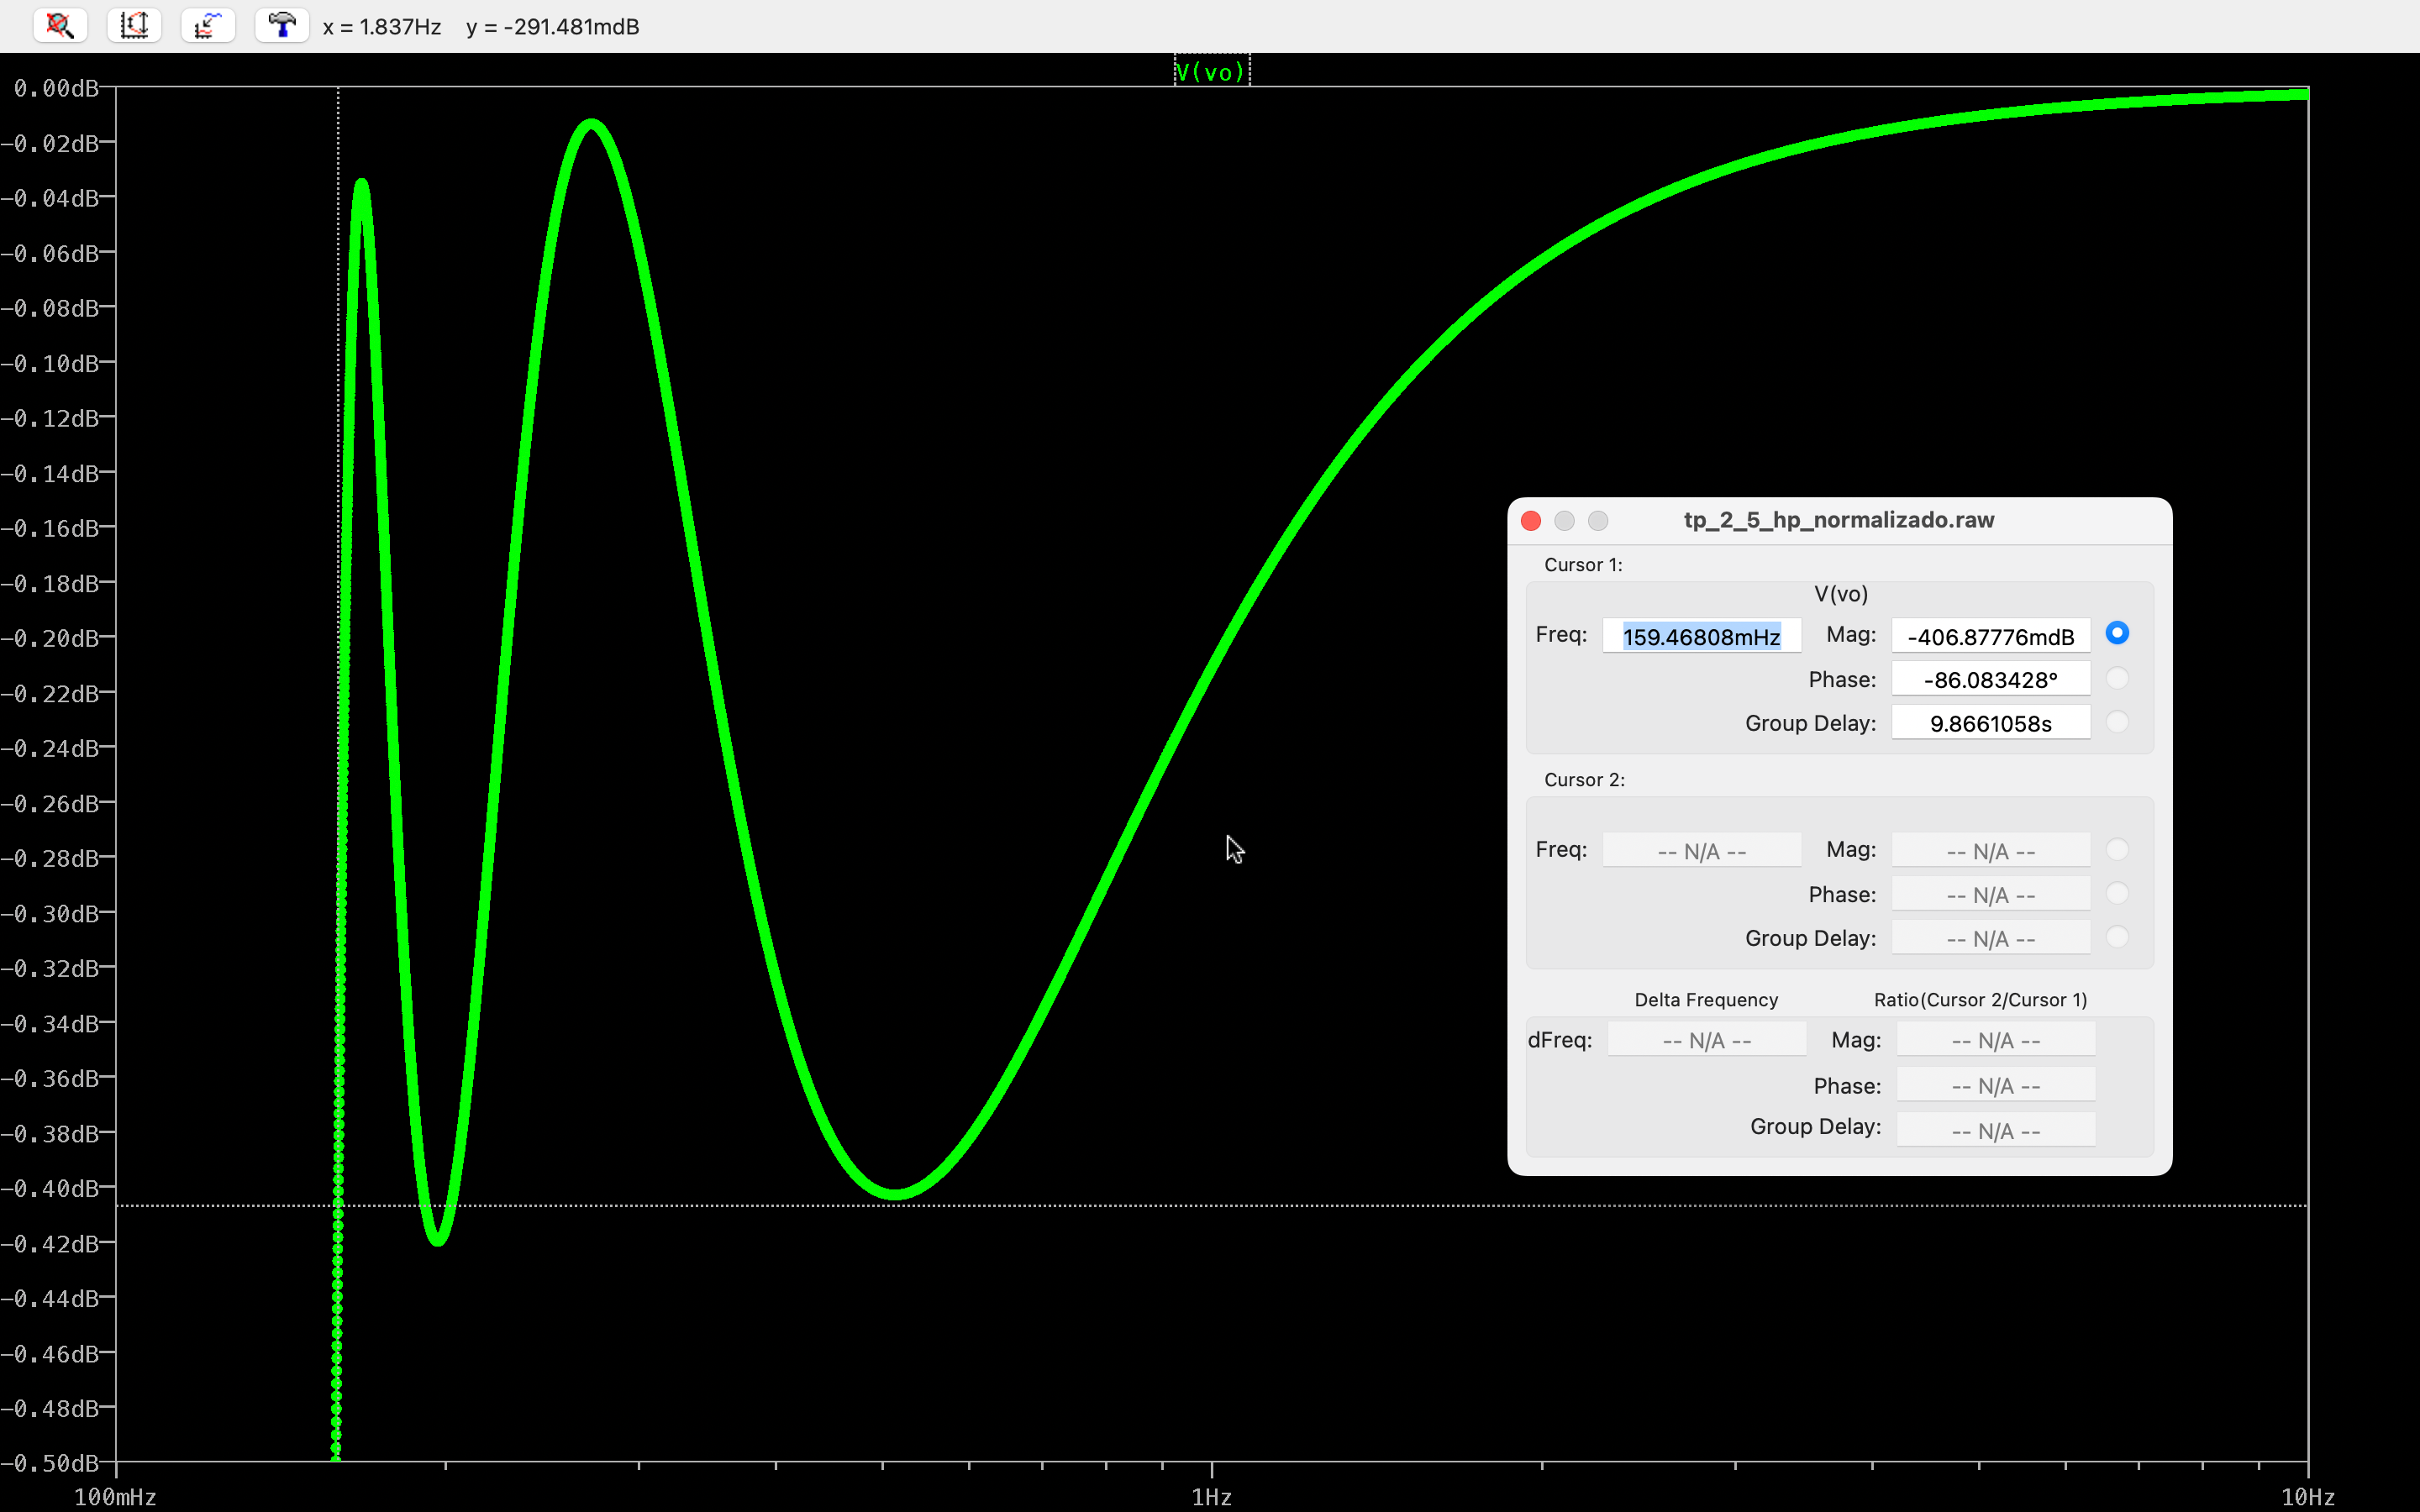 x = 1.837Hz y = -291.481mdB
V(vo)
0.00dB
-0.02dB
-0.04dB
-0.06dB
-0.08dB
-0.10dB
-0.12dB
-0.14dB
-0.16dB
-0.18dB
-0.20dB
-0.22dB
-0.24dB
-0.26dB
-0.28dB
-0.30dB
-0.32dB
-0.34dB
-0.36dB
-0.38dB
-0.40dB
-0.42dB
-0.44dB
-0.46dB
-0.48dB
-0.50dB
100mHz 1Hz 10Hz
tp_2_5_hp_normalizado.raw
Cursor 1:
V(vo)
Freq: 159.46808mHz Mag: -406.87776mdB
Phase: -86.083428°
Group Delay: 9.8661058s
Cursor 2:
Freq: -- N/A -- Mag: -- N/A --
Phase: -- N/A --
Group Delay: -- N/A --
Delta Frequency Ratio(Cursor 2/Cursor 1)
dFreq: -- N/A -- Mag: -- N/A --
Phase: -- N/A --
Group Delay: -- N/A --